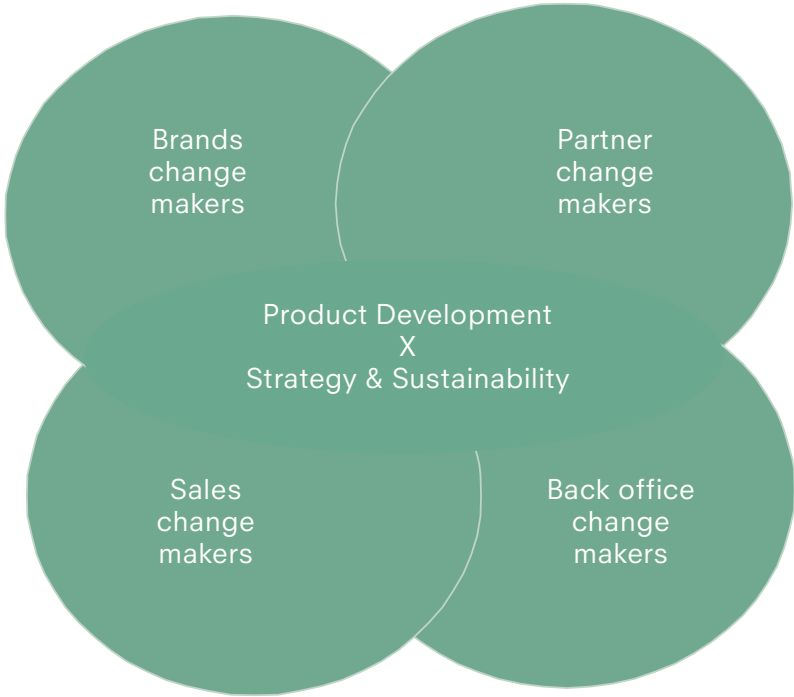 Brands
change
makers
Partner
change
makers
Product Development
X
Strategy & Sustainability
Sales
change
makers
Back office
change
makers